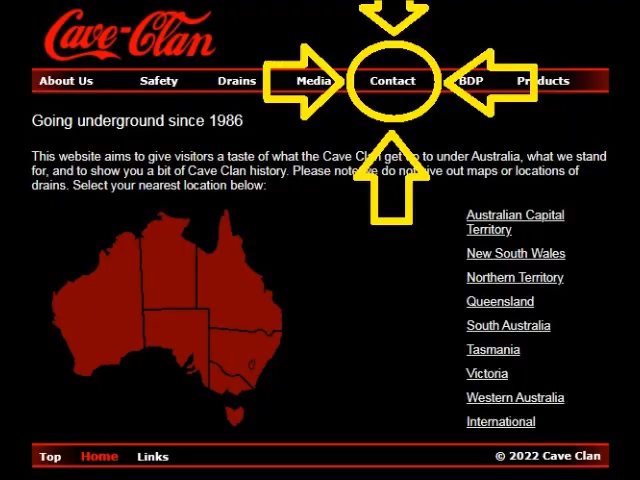 Cave-Clan
About Us Safety Drains Media Contact BDP Products
Going underground since 1986
This website aims to give visitors a taste of what the Cave Clan get up to under Australia, what we stand
for, and to show you a bit of Cave Clan history. Please note we do not give out maps or locations of
drains. Select your nearest location below:
Australian Capital
Territory
New South Wales
Northern Territory
Queensland
South Australia
Tasmania
Victoria
Western Australia
International
Top Home Links © 2022 Cave Clan